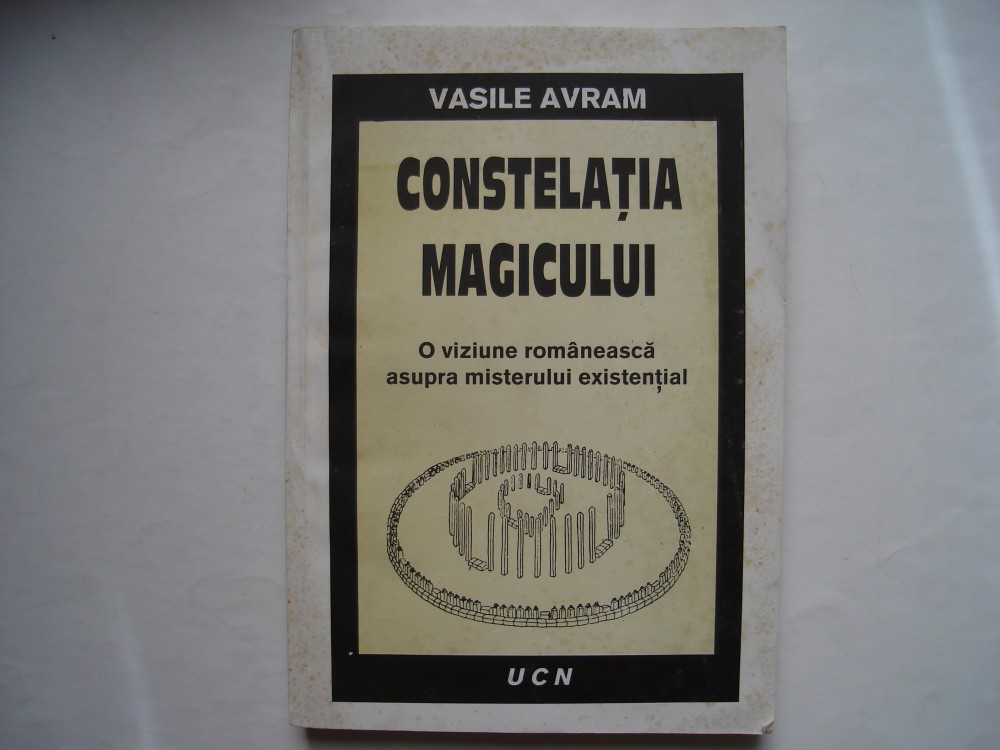 VASILE AVRAM
CONSTELAȚIA
MAGICULUI
O viziune românească
asupra misterului existențial
UCN